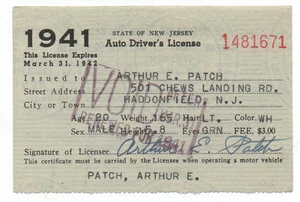 1941
STATE OF NEW JERSEY
Auto Driver's License
1481671
This License Expires
March 31, 1942
Issued to ARTHUR E. PATCH
Street Address 501 CHEWS LANDING RD.
City or Town HADDONFIELD, N.J.
Age 20 Weight 165 Hair LT. Color WH
Sex MALE 5.8 Eyes GRN FEE, $3.00
Signature of Licensee Arthur E. Patch
This certificate must be carried by the Licensee when operating a motor vehicle
PATCH, ARTHUR E.